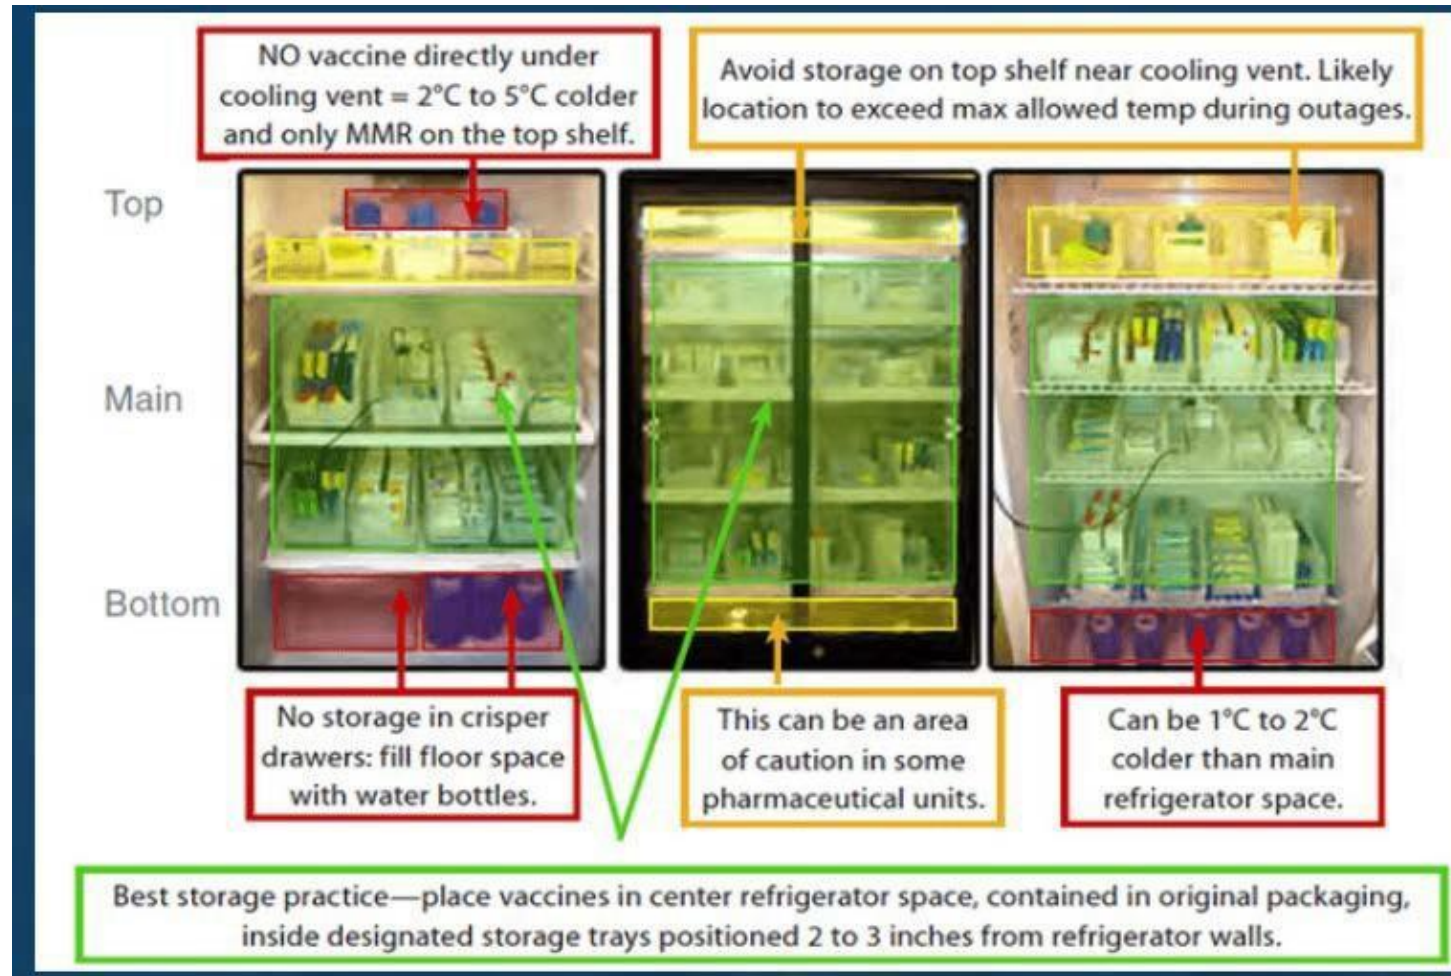 NO vaccine directly under
cooling vent = 2°C to 5°C colder
and only MMR on the top shelf.
Avoid storage on top shelf near cooling vent. Likely
location to exceed max allowed temp during outages.
Top
Main
Bottom
No storage in crisper
drawers: fill floor space
with water bottles.
This can be an area
of caution in some
pharmaceutical units.
Can be 1°C to 2°C
colder than main
refrigerator space.
Best storage practice—place vaccines in center refrigerator space, contained in original packaging,
inside designated storage trays positioned 2 to 3 inches from refrigerator walls.